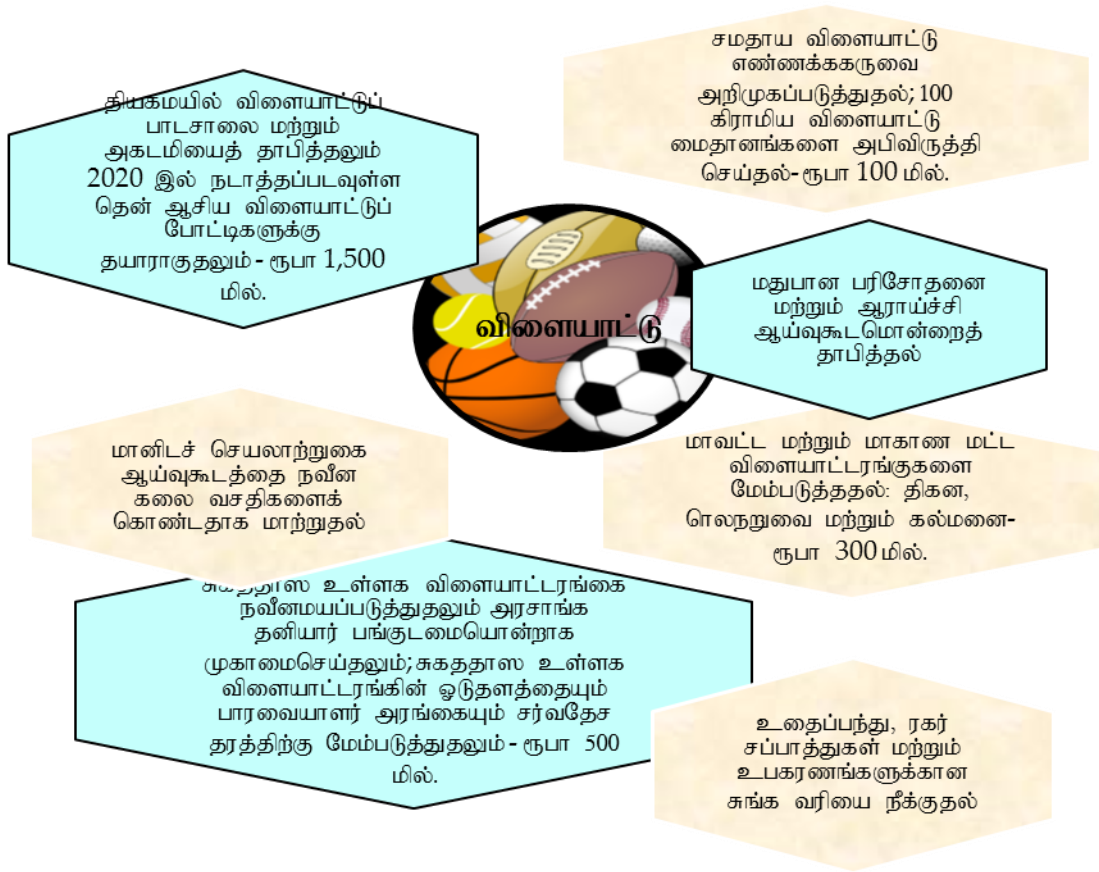 சமதாய விளையாட்டு
எண்ணக்ககருவை
அறிமுகப்படுத்துதல்; 100
கிராமிய விளையாட்டு
மைதானங்களை அபிவிருத்தி
செய்தல்-ரூபா 100 மில்.
தியகமயில் விளையாட்டுப்
பாடசாலை மற்றும்
அகடமியைத் தாபித்தலும்
2020 இல் நடாத்தப்படவுள்ள
தென் ஆசிய விளையாட்டுப்
போட்டிகளுக்கு
தயாராகுதலும் - ரூபா 1,500
மில்.
விளையாட்டு
மதுபான பரிசோதனை
மற்றும் ஆராய்ச்சி
ஆய்வுகூடமொன்றைத்
தாபித்தல்
மானிடச் செயலாற்றுகை
ஆய்வுகூடத்தை நவீன
கலை வசதிகளைக்
கொண்டதாக மாற்றுதல்
மாவட்ட மற்றும் மாகாண மட்ட
விளையாட்டரங்குகளை
மேம்படுத்ததல்: திகன,
ொலநறுவை மற்றும் கல்மனை-
ரூபா 300 மில்.
சுகததாஸ உள்ளக விளையாட்டரங்கை
நவீனமயப்படுத்துதலும் அரசாங்க
தனியார் பங்குடமையொன்றாக
முகாமைசெய்தலும்; சுகததாஸ உள்ளக
விளையாட்டரங்கின் ஓடுதளத்தையும்
பாரவையாளர் அரங்கையும் சர்வதேச
தரத்திற்கு மேம்படுத்துதலும் - ரூபா 500
மில்.
உதைப்பந்து, ரகர்
சப்பாத்துகள் மற்றும்
உபகரணங்களுக்கான
சுங்க வரியை நீக்குதல்